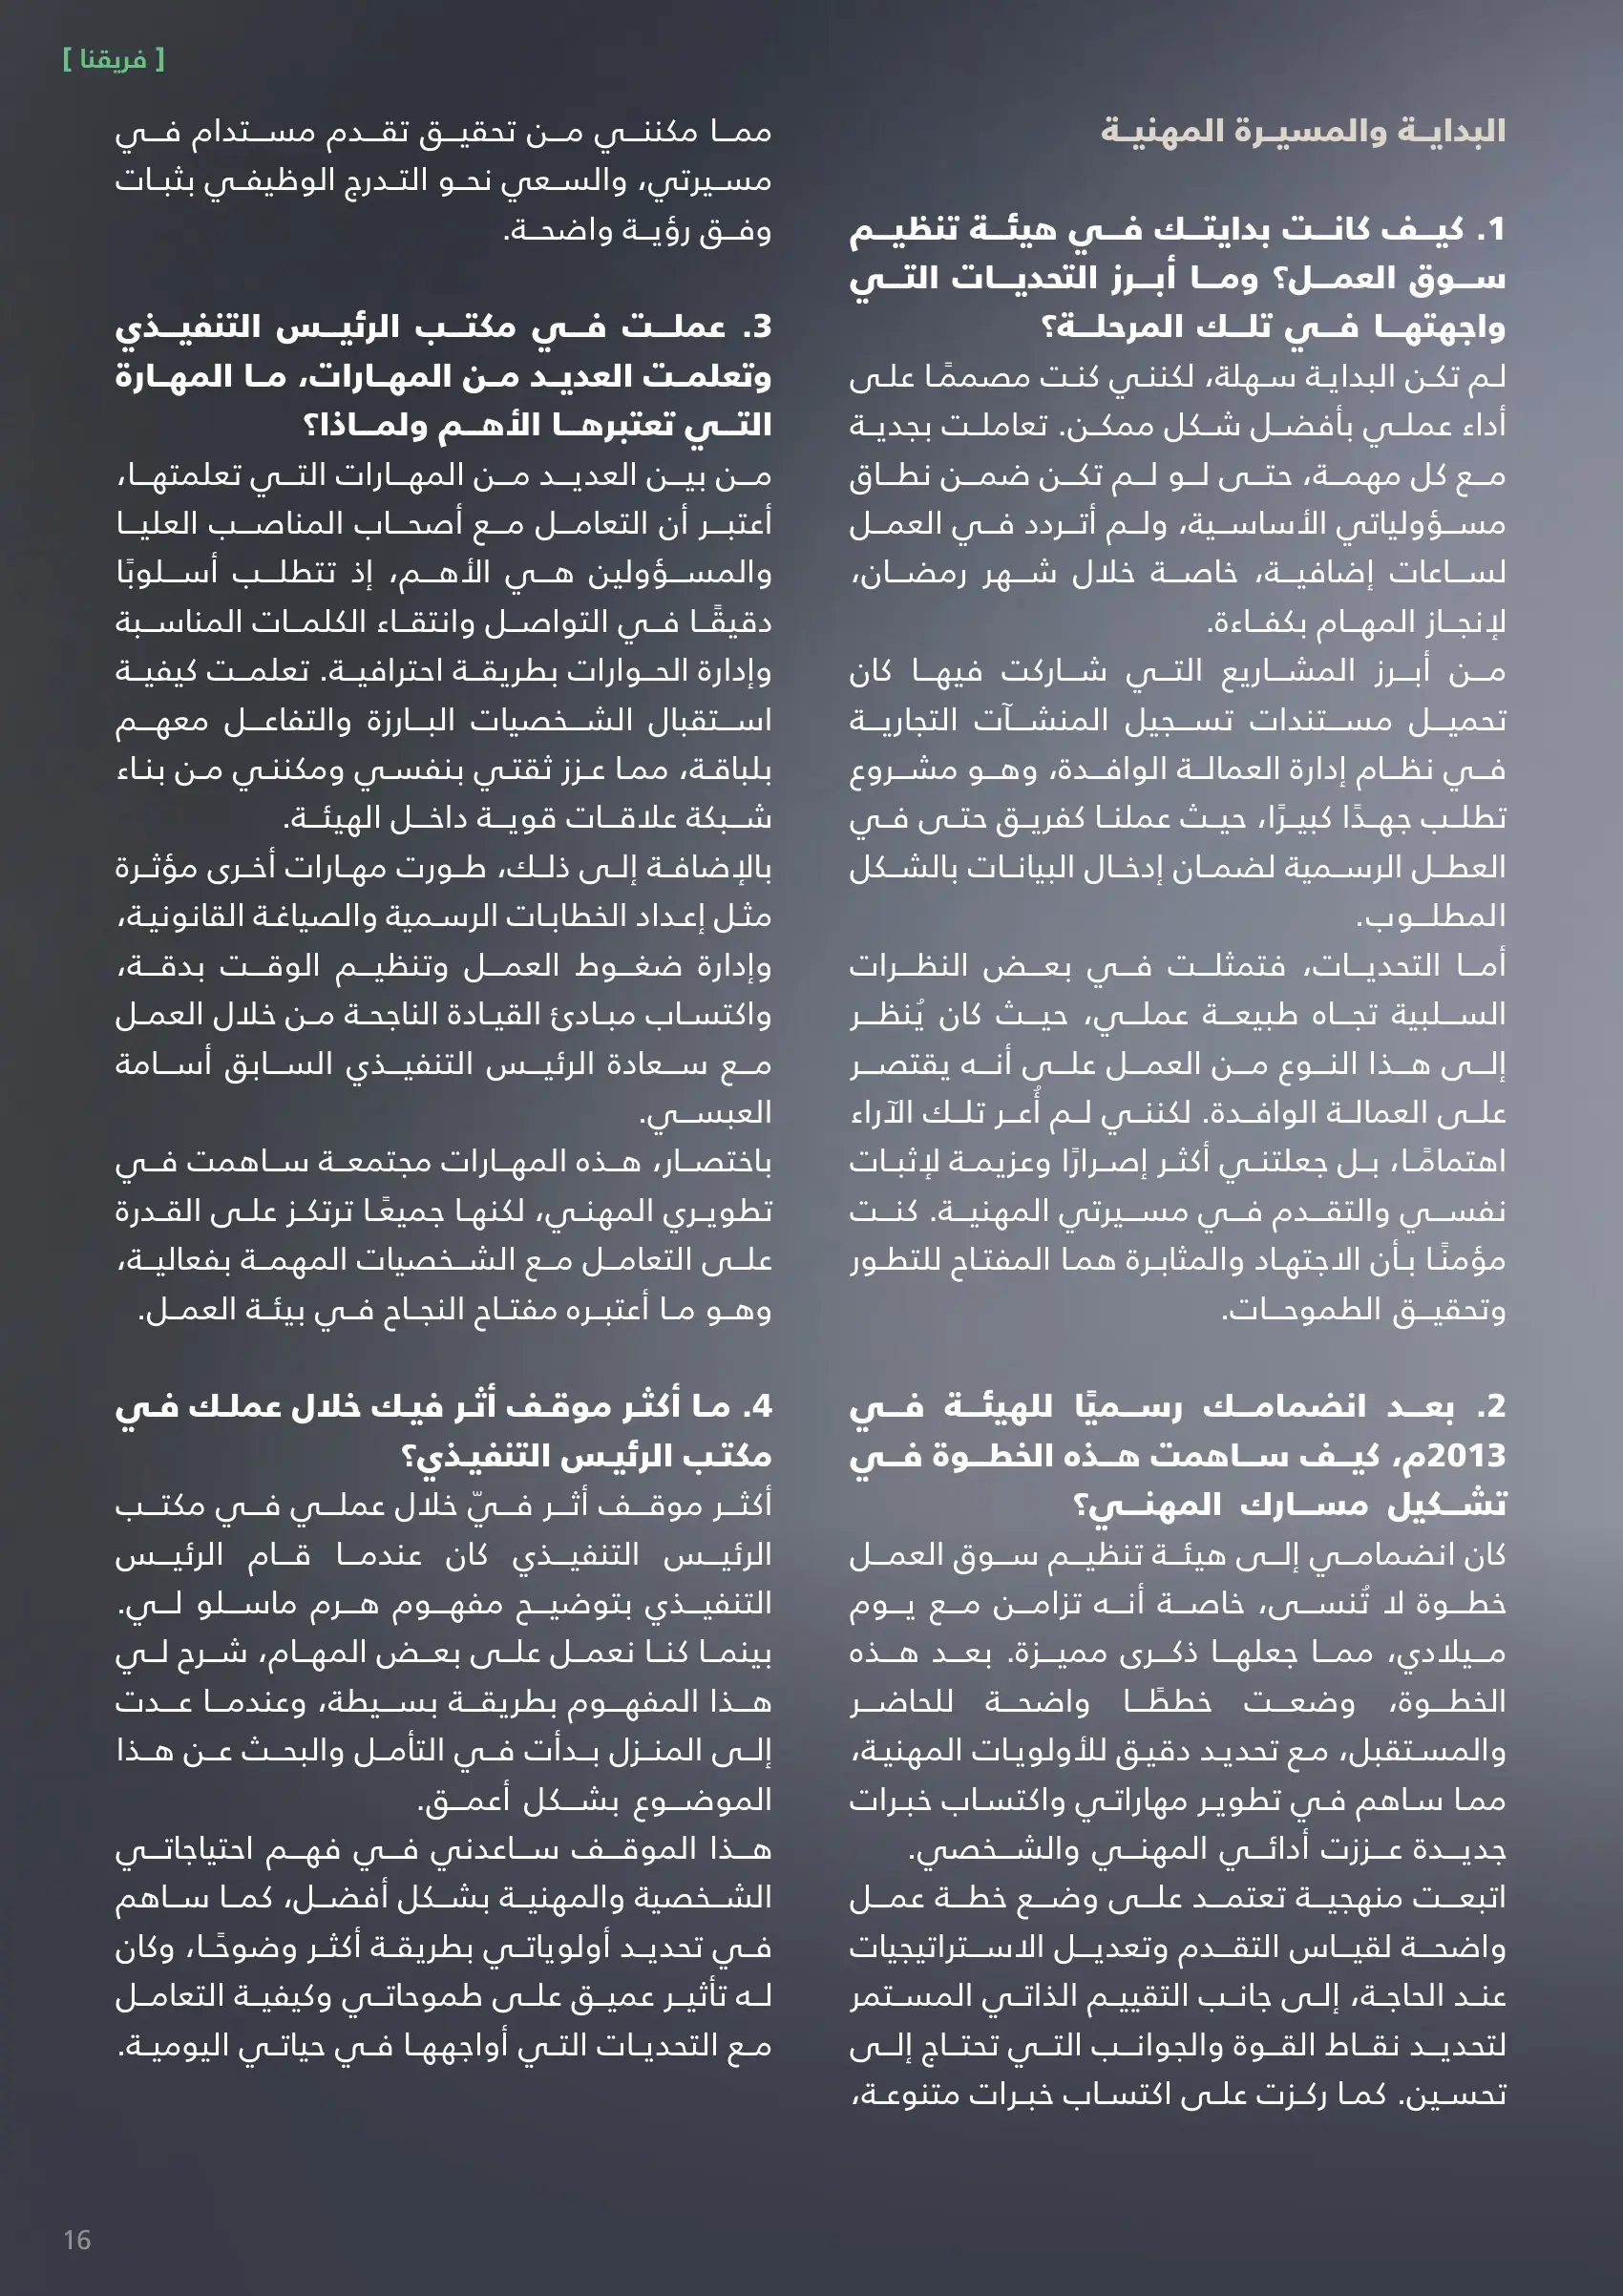 [ فريقنا ]
البداية والمسيرة المهنية
1. كيف كانت بدايتك في هيئة تنظيم
سوق العمل؟ وما أبرز التحديات التي
واجهتها في تلك المرحلة؟
لم تكن البداية سهلة، لكنني كنت مصممًا على
أداء عملي بأفضل شكل ممكن. تعاملت بجدية
مع كل مهمة، حتى لو لم تكن ضمن نطاق
مسؤولياتي الأساسية، ولم أتردد في العمل
لساعات إضافية، خاصة خلال شهر رمضان،
لإنجاز المهام بكفاءة.
من أبرز المشاريع التي شاركت فيها كان
تحميل مستندات تسجيل المنشآت التجارية
في نظام إدارة العمالة الوافدة، وهو مشروع
تطلب جهدًا كبيرًا، حيث عملنا كفريق حتى في
العطل الرسمية لضمان إدخال البيانات بالشكل
المطلوب.
أما التحديات، فتمثلت في بعض النظرات
السلبية تجاه طبيعة عملي، حيث كان يُنظر
إلى هذا النوع من العمل على أنه يقتصر
على العمالة الوافدة. لكنني لم أُعر تلك الآراء
اهتمامًا، بل جعلتني أكثر إصرارًا وعزيمة لإثبات
نفسي والتقدم في مسيرتي المهنية. كنت
مؤمنًا بأن الاجتهاد والمثابرة هما المفتاح للتطور
وتحقيق الطموحات.
2. بعد انضمامك رسميًا للهيئة في
2013م، كيف ساهمت هذه الخطوة في
تشكيل مسارك المهني؟
كان انضمامي إلى هيئة تنظيم سوق العمل
خطوة لا تُنسى، خاصة أنه تزامن مع يوم
ميلادي، مما جعلها ذكرى مميزة. بعد هذه
الخطوة، وضعت خططًا واضحة للحاضر
والمستقبل، مع تحديد دقيق للأولويات المهنية،
مما ساهم في تطوير مهاراتي واكتساب خبرات
جديدة عززت أدائي المهني والشخصي.
اتبعت منهجية تعتمد على وضع خطة عمل
واضحة لقياس التقدم وتعديل الاستراتيجيات
عند الحاجة، إلى جانب التقييم الذاتي المستمر
لتحديد نقاط القوة والجوانب التي تحتاج إلى
تحسين. كما ركزت على اكتساب خبرات متنوعة،
مما مكنني من تحقيق تقدم مستدام في
مسيرتي، والسعي نحو التدرج الوظيفي بثبات
وفق رؤية واضحة.
3. عملت في مكتب الرئيس التنفيذي
وتعلمت العديد من المهارات، ما المهارة
التي تعتبرها الأهم ولماذا؟
من بين العديد من المهارات التي تعلمتها،
أعتبر أن التعامل مع أصحاب المناصب العليا
والمسؤولين هي الأهم، إذ تتطلب أسلوبًا
دقيقًا في التواصل وانتقاء الكلمات المناسبة
وإدارة الحوارات بطريقة احترافية. تعلمت كيفية
استقبال الشخصيات البارزة والتفاعل معهم
بلباقة، مما عزز ثقتي بنفسي ومكنني من بناء
شبكة علاقات قوية داخل الهيئة.
بالإضافة إلى ذلك، طورت مهارات أخرى مؤثرة
مثل إعداد الخطابات الرسمية والصياغة القانونية،
وإدارة ضغوط العمل وتنظيم الوقت بدقة،
واكتساب مبادئ القيادة الناجحة من خلال العمل
مع سعادة الرئيس التنفيذي السابق أسامة
العبسي.
باختصار، هذه المهارات مجتمعة ساهمت في
تطويري المهني، لكنها جميعًا ترتكز على القدرة
على التعامل مع الشخصيات المهمة بفعالية،
وهو ما أعتبره مفتاح النجاح في بيئة العمل.
4. ما أكثر موقف أثر فيك خلال عملك في
مكتب الرئيس التنفيذي؟
أكثر موقف أثر فيّ خلال عملي في مكتب
الرئيس التنفيذي كان عندما قام الرئيس
التنفيذي بتوضيح مفهوم هرم ماسلو لي.
بينما كنا نعمل على بعض المهام، شرح لي
هذا المفهوم بطريقة بسيطة، وعندما عدت
إلى المنزل بدأت في التأمل والبحث عن هذا
الموضوع بشكل أعمق.
هذا الموقف ساعدني في فهم احتياجاتي
الشخصية والمهنية بشكل أفضل، كما ساهم
في تحديد أولوياتي بطريقة أكثر وضوحًا، وكان
له تأثير عميق على طموحاتي وكيفية التعامل
مع التحديات التي أواجهها في حياتي اليومية.
16